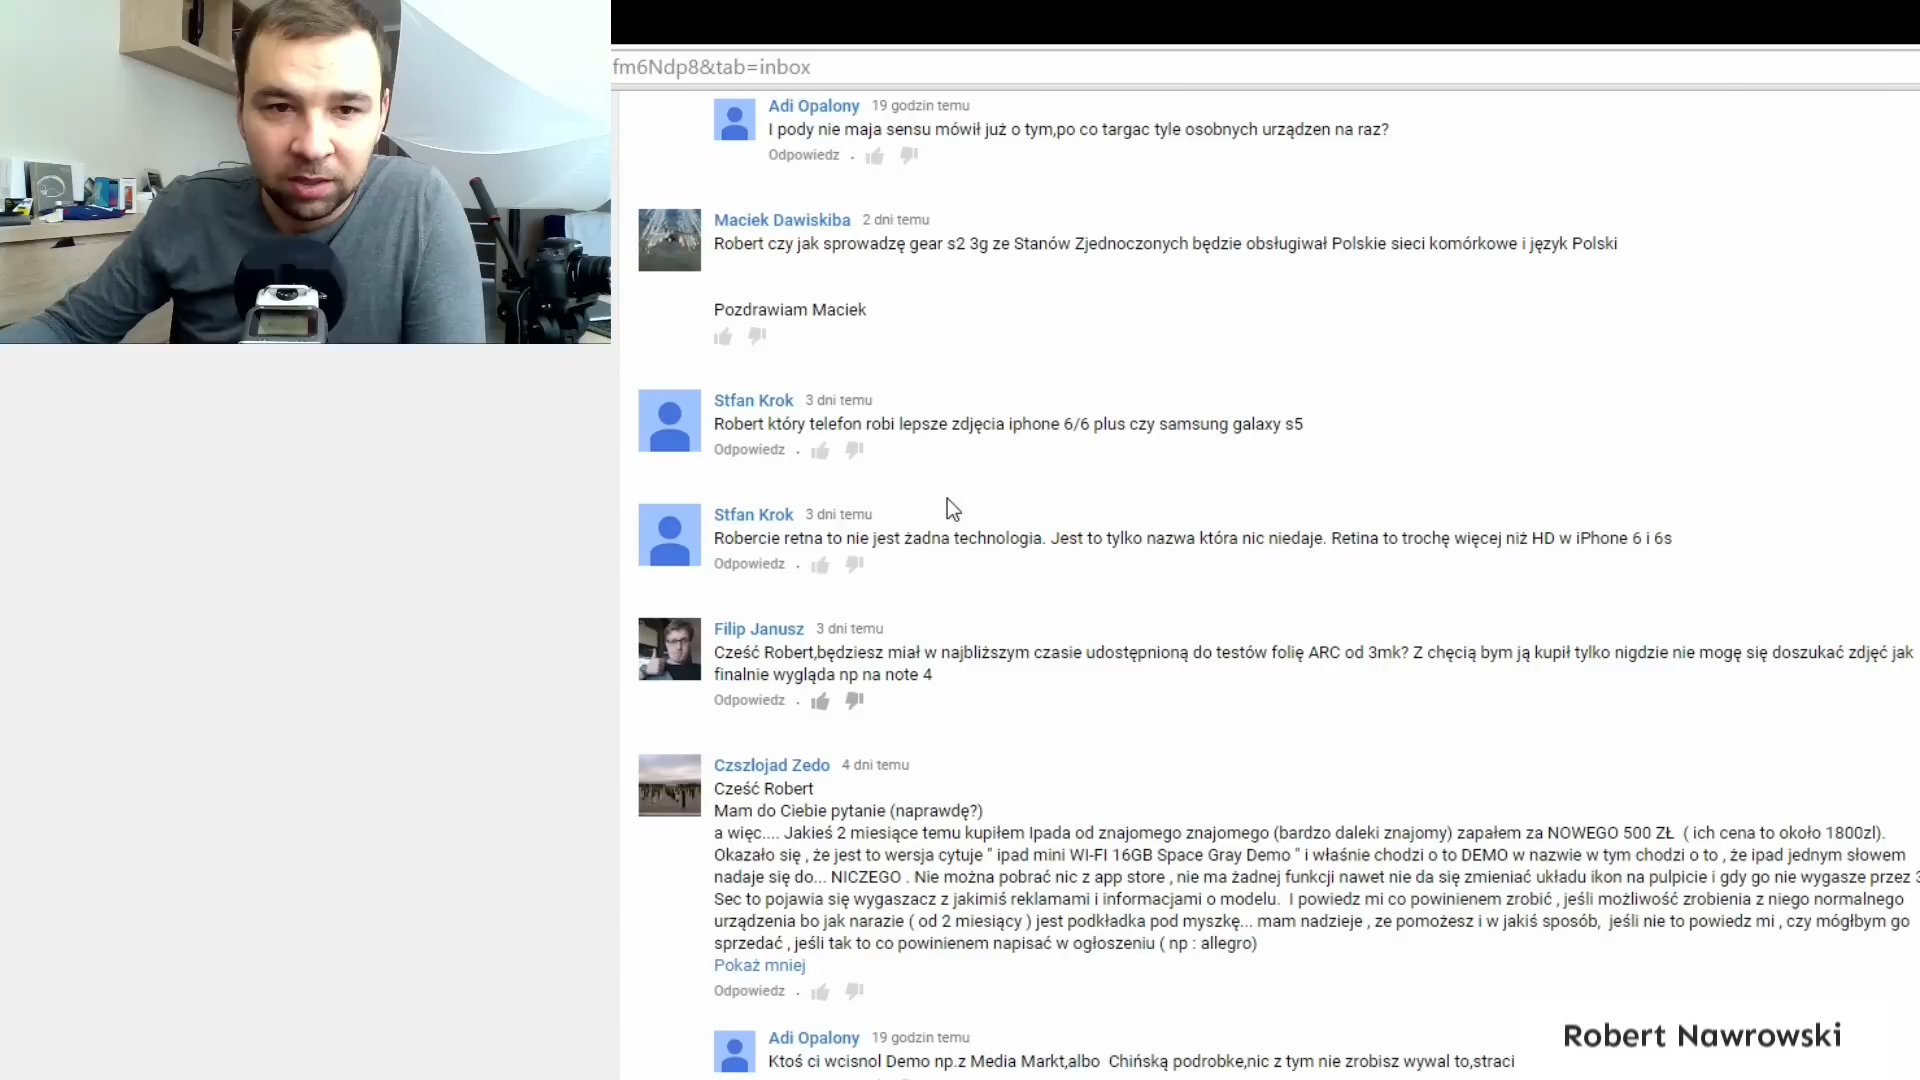 fm6Ndp8&tab=inbox
Adi Opalony 19 godzin temu
I pody nie maja sensu mówił już o tym,po co targac tyle osobnych urządzen na raz?
Odpowiedz .
Maciek Dawiskiba 2 dni temu
Robert czy jak sprowadzę gear s2 3g ze Stanów Zjednoczonych będzie obsługiwał Polskie sieci komórkowe i język Polski
Pozdrawiam Maciek
Stfan Krok 3 dni temu
Robert który telefon robi lepsze zdjęcia iphone 6/6 plus czy samsung galaxy s5
Odpowiedz .
Stfan Krok 3 dni temu
Robercie retna to nie jest żadna technologia. Jest to tylko nazwa która nic niedaje. Retina to trochę więcej niż HD w iPhone 6 i 6s
Odpowiedz .
Filip Janusz 3 dni temu
Cześć Robert,będziesz miał w najbliższym czasie udostępnioną do testów folię ARC od 3mk? Z chęcią bym ją kupił tylko nigdzie nie mogę się doszukać zdjęć jak
finalnie wygląda np na note 4
Odpowiedz .
Czszlojad Zedo 4 dni temu
Cześć Robert
Mam do Ciebie pytanie (naprawdę?)
a więc.... Jakieś 2 miesiące temu kupiłem Ipada od znajomego znajomego (bardzo daleki znajomy) zapałem za NOWEGO 500 ZŁ ( ich cena to około 1800zl).
Okazało się , że jest to wersja cytuje " ipad mini WI-FI 16GB Space Gray Demo " i właśnie chodzi o to DEMO w nazwie w tym chodzi o to , że ipad jednym słowem
nadaje się do... NICZEGO . Nie można pobrać nic z app store , nie ma żadnej funkcji nawet nie da się zmieniać układu ikon na pulpicie i gdy go nie wygasze przez 3
Sec to pojawia się wygaszacz z jakimiś reklamami i informacjami o modelu. I powiedz mi co powinienem zrobić , jeśli możliwość zrobienia z niego normalnego
urządzenia bo jak narazie ( od 2 miesiący ) jest podkładka pod myszkę... mam nadzieje , ze pomożesz i w jakiś sposób, jeśli nie to powiedz mi , czy mógłbym go
sprzedać , jeśli tak to co powinienem napisać w ogłoszeniu ( np : allegro)
Pokaż mniej
Odpowiedz .
Adi Opalony 19 godzin temu
Ktoś ci wcisnol Demo np.z Media Markt,albo Chińską podrobke,nic z tym nie zrobisz wywal to,straci
Robert Nawrowski